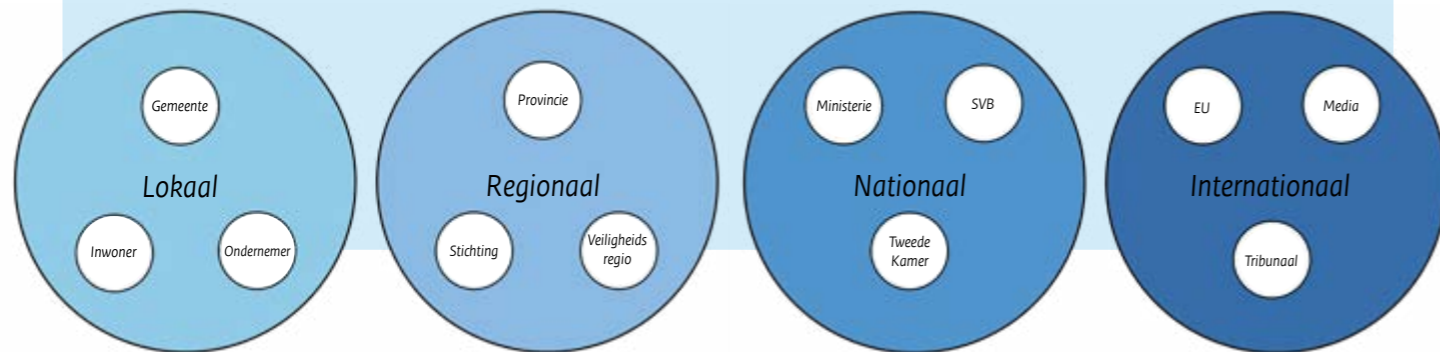 Gemeente
Lokaal
Inwoner
Ondernemer
Provincie
Regionaal
Stichting
Veiligheids
regio
Ministerie
SVB
Nationaal
Tweede
Kamer
EU
Media
Internationaal
Tribunaal